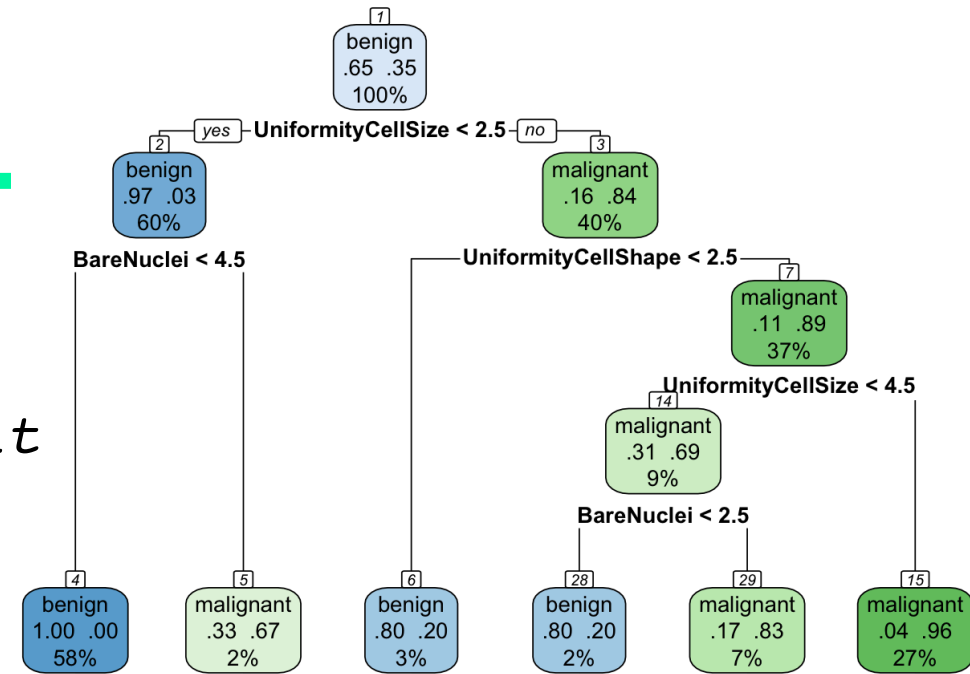 1
benign
.65 .35
100%
yes UniformityCellSize < 2.5 no
2
benign
.97 .03
60%
3
malignant
.16 .84
40%
BareNuclei < 4.5
UniformityCellShape < 2.5
7
malignant
.11 .89
37%
UniformityCellSize < 4.5
14
malignant
.31 .69
9%
BareNuclei < 2.5
4
benign
1.00 .00
58%
5
malignant
.33 .67
2%
6
benign
.80 .20
3%
28
benign
.80 .20
2%
29
malignant
.17 .83
7%
15
malignant
.04 .96
27%